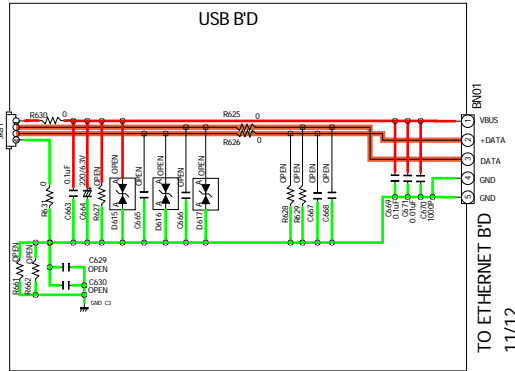 USB B'D
BN01
R630
0
R625
0
R626
0
1
VBUS
2
+DATA
3
DATA
4
GND
5
GND
R631
0
C663
0.1uF
C664
220/6.3V
R627
OPEN
D615
A
A
OPEN
C665
OPEN
D616
A
A
OPEN
C666
OPEN
D617
A
A
OPEN
R628
OPEN
R629
OPEN
C667
OPEN
C668
OPEN
C669
0.1uF
C671
0.01uF
C670
1000P
R661
OPEN
R662
OPEN
C629
OPEN
C630
OPEN
GND C3
TO ETHERNET B'D
11/12